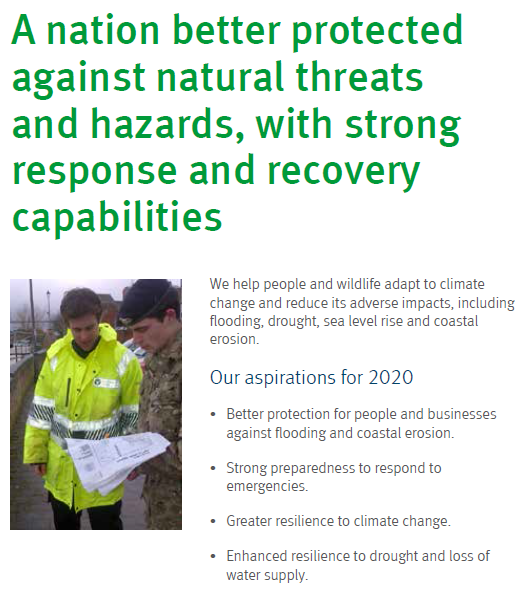 A nation better protected
against natural threats
and hazards, with strong
response and recovery
capabilities
We help people and wildlife adapt to climate
change and reduce its adverse impacts, including
flooding, drought, sea level rise and coastal
erosion.
Our aspirations for 2020
• Better protection for people and businesses
against flooding and coastal erosion.
• Strong preparedness to respond to
emergencies.
• Greater resilience to climate change.
• Enhanced resilience to drought and loss of
water supply.